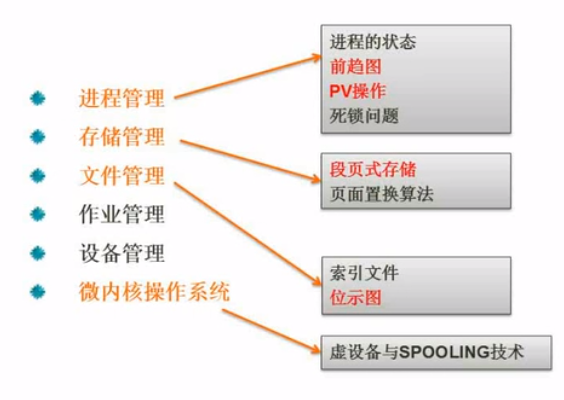 进程管理
存储管理
文件管理
作业管理
设备管理
微内核操作系统
进程的状态
前趋图
PV操作
死锁问题
段页式存储
页面置换算法
索引文件
位示图
虚设备与SPOOLING技术